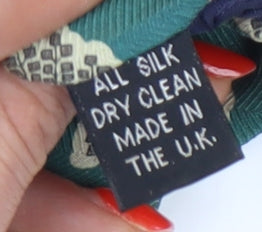 ALL SILK
DRY CLEAN
MADE IN
THE U.K.